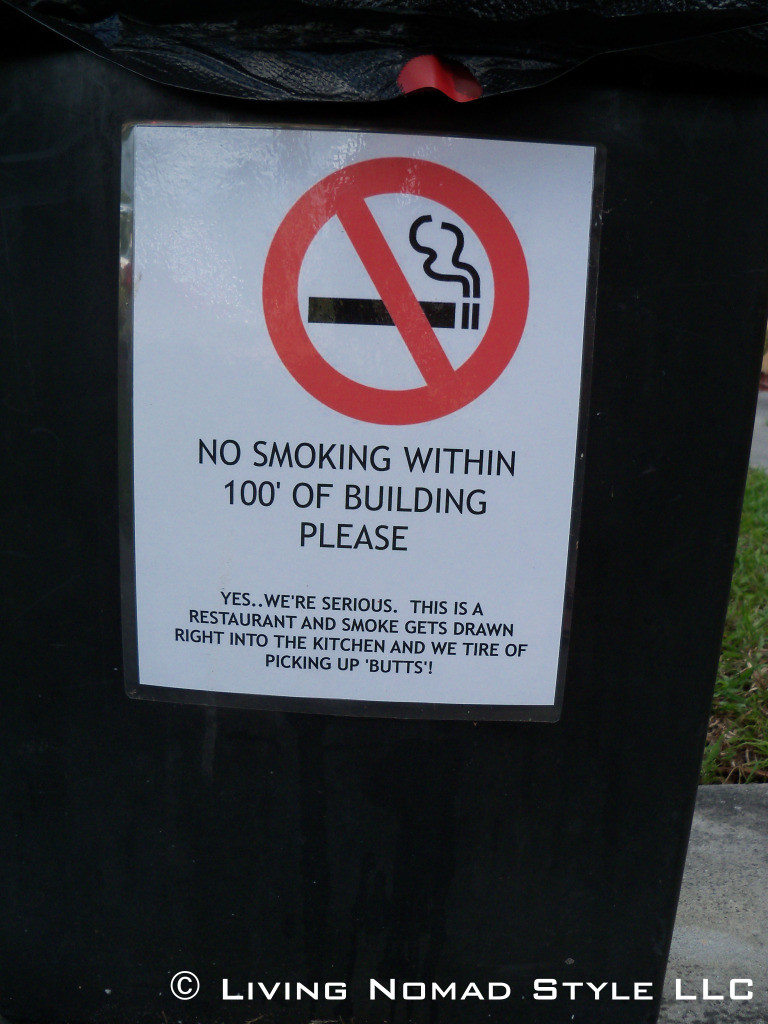 NO SMOKING WITHIN
100' OF BUILDING
PLEASE
YES..WE'RE SERIOUS. THIS IS A
RESTAURANT AND SMOKE GETS DRAWN
RIGHT INTO THE KITCHEN AND WE TIRE OF
PICKING UP 'BUTTS'!
© LIVING NOMAD STYLE LLC